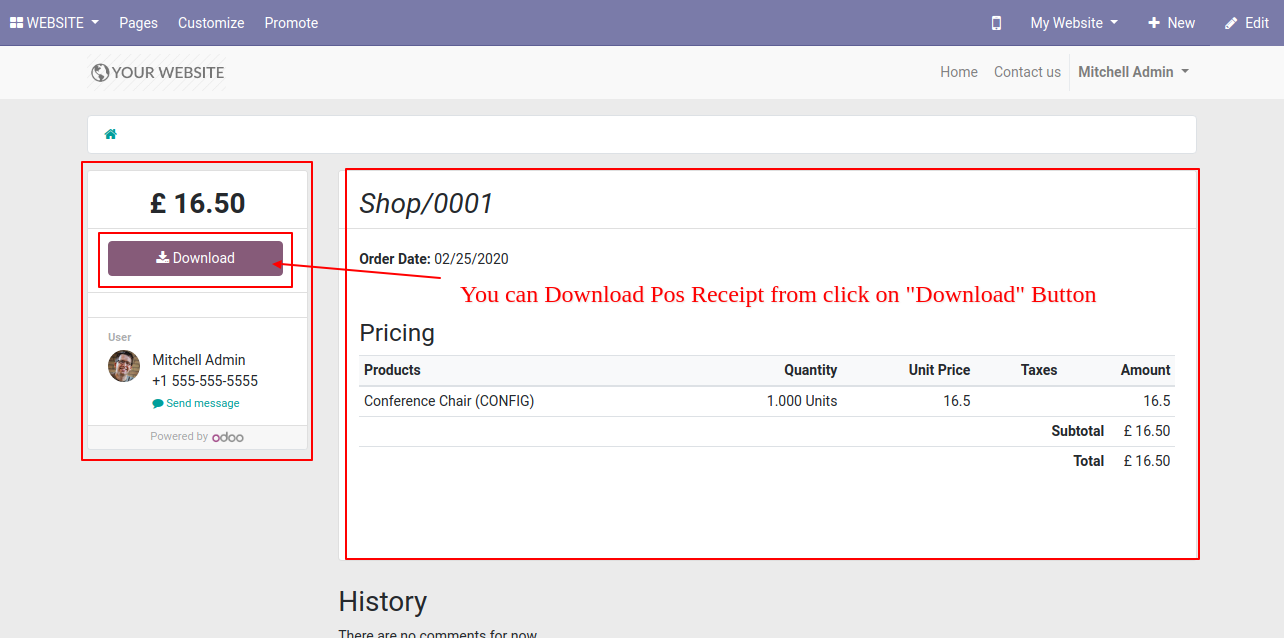 WEBSITE Pages Customize Promote My Website New Edit
YOUR WEBSITE Home Contact us Mitchell Admin
£ 16.50
Download
User
Mitchell Admin
+1 555-555-5555
Send message
Powered by odoo
Shop/0001
Order Date: 02/25/2020
You can Download Pos Receipt from click on "Download" Button
Pricing
Products Quantity Unit Price Taxes Amount
Conference Chair (CONFIG) 1.000 Units 16.5 16.5
Subtotal £ 16.50
Total £ 16.50
History
There are no comments for now.